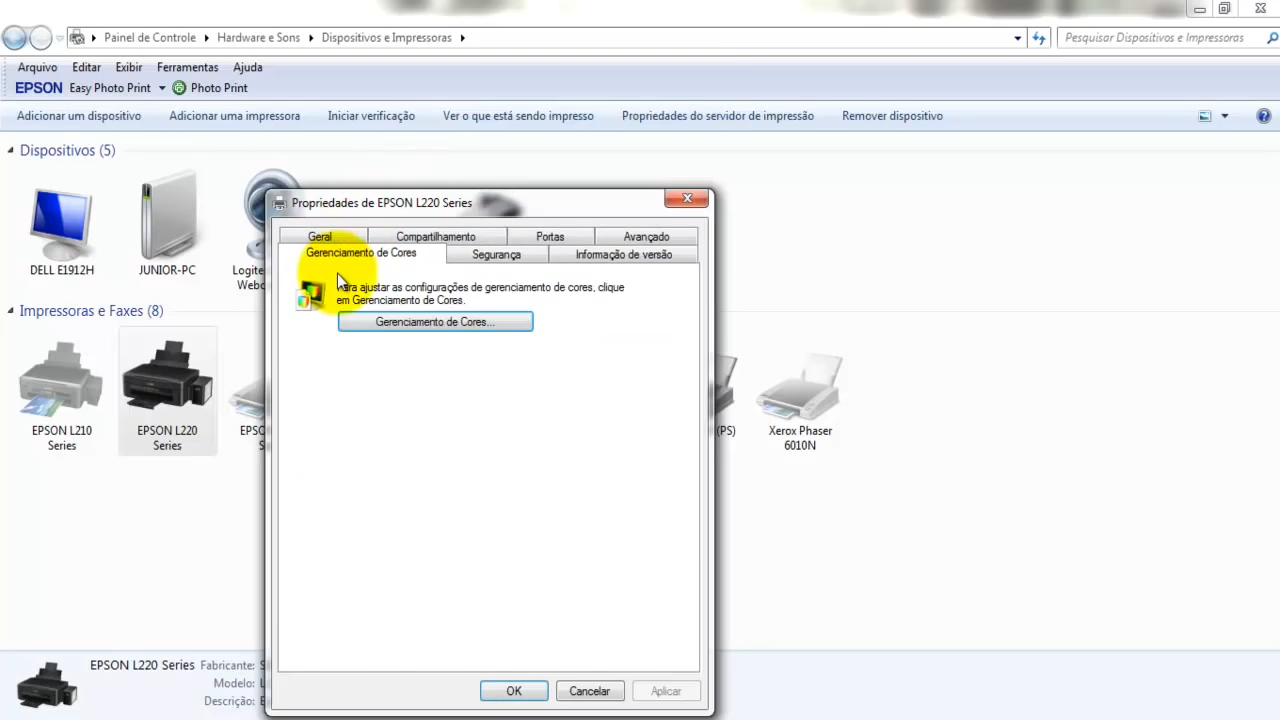 Painel de Controle
Hardware e Sons
Dispositivos e Impressoras
Pesquisar Dispositivos e Impressoras
Arquivo Editar Exibir Ferramentas Ajuda
EPSON Easy Photo Print Photo Print
Adicionar um dispositivo Adicionar uma impressora Iniciar verificação Ver o que está sendo impresso Propriedades do servidor de impressão Remover dispositivo
Dispositivos (5)
DELL E1912H
JUNIOR-PC
Logite
Webc
Impressoras e Faxes (8)
EPSON L210
Series
EPSON L220
Series
EPSC
S
(PS)
Xerox Phaser
6010N
Propriedades de EPSON L220 Series
Geral Compartilhamento Portas Avançado
Gerenciamento de Cores Segurança Informação de versão
Para ajustar as configurações de gerenciamento de cores, clique
em Gerenciamento de Cores.
Gerenciamento de Cores...
OK Cancelar Aplicar
EPSON L220 Series Fabricante: S
Modelo: L
Descrição: E